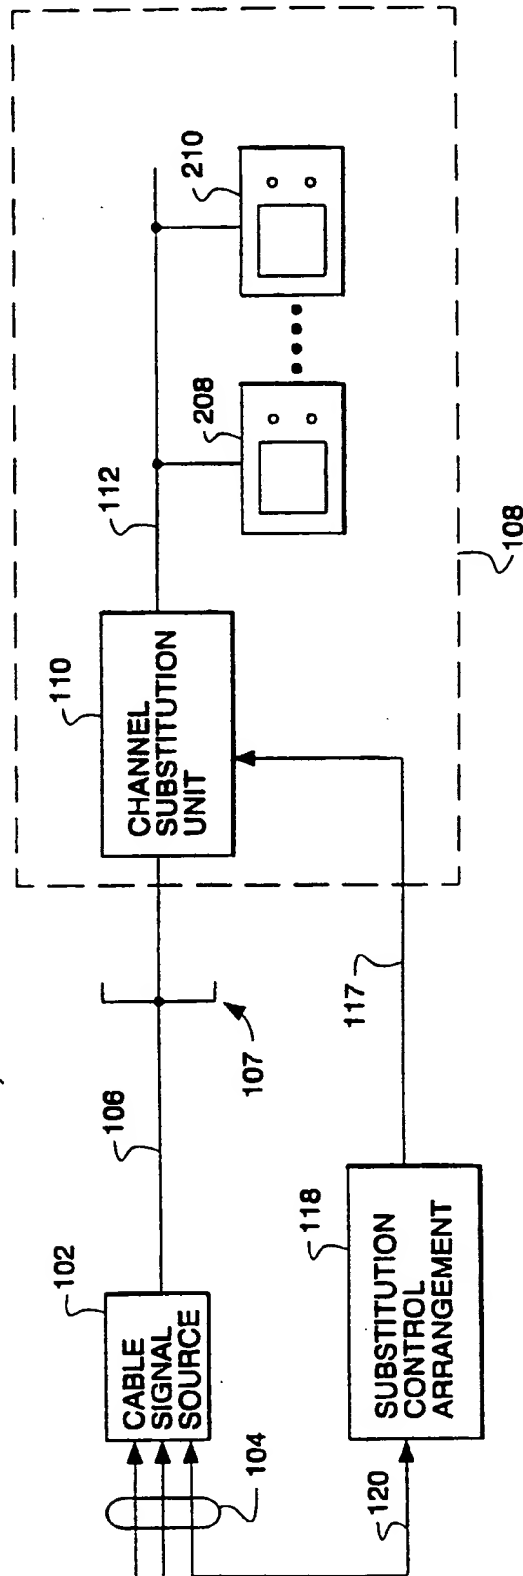 104
102
CABLE
SIGNAL
SOURCE
106
107
110
CHANNEL
SUBSTITUTION
UNIT
112
208
210
108
120
118
SUBSTITUTION
CONTROL
ARRANGEMENT
117